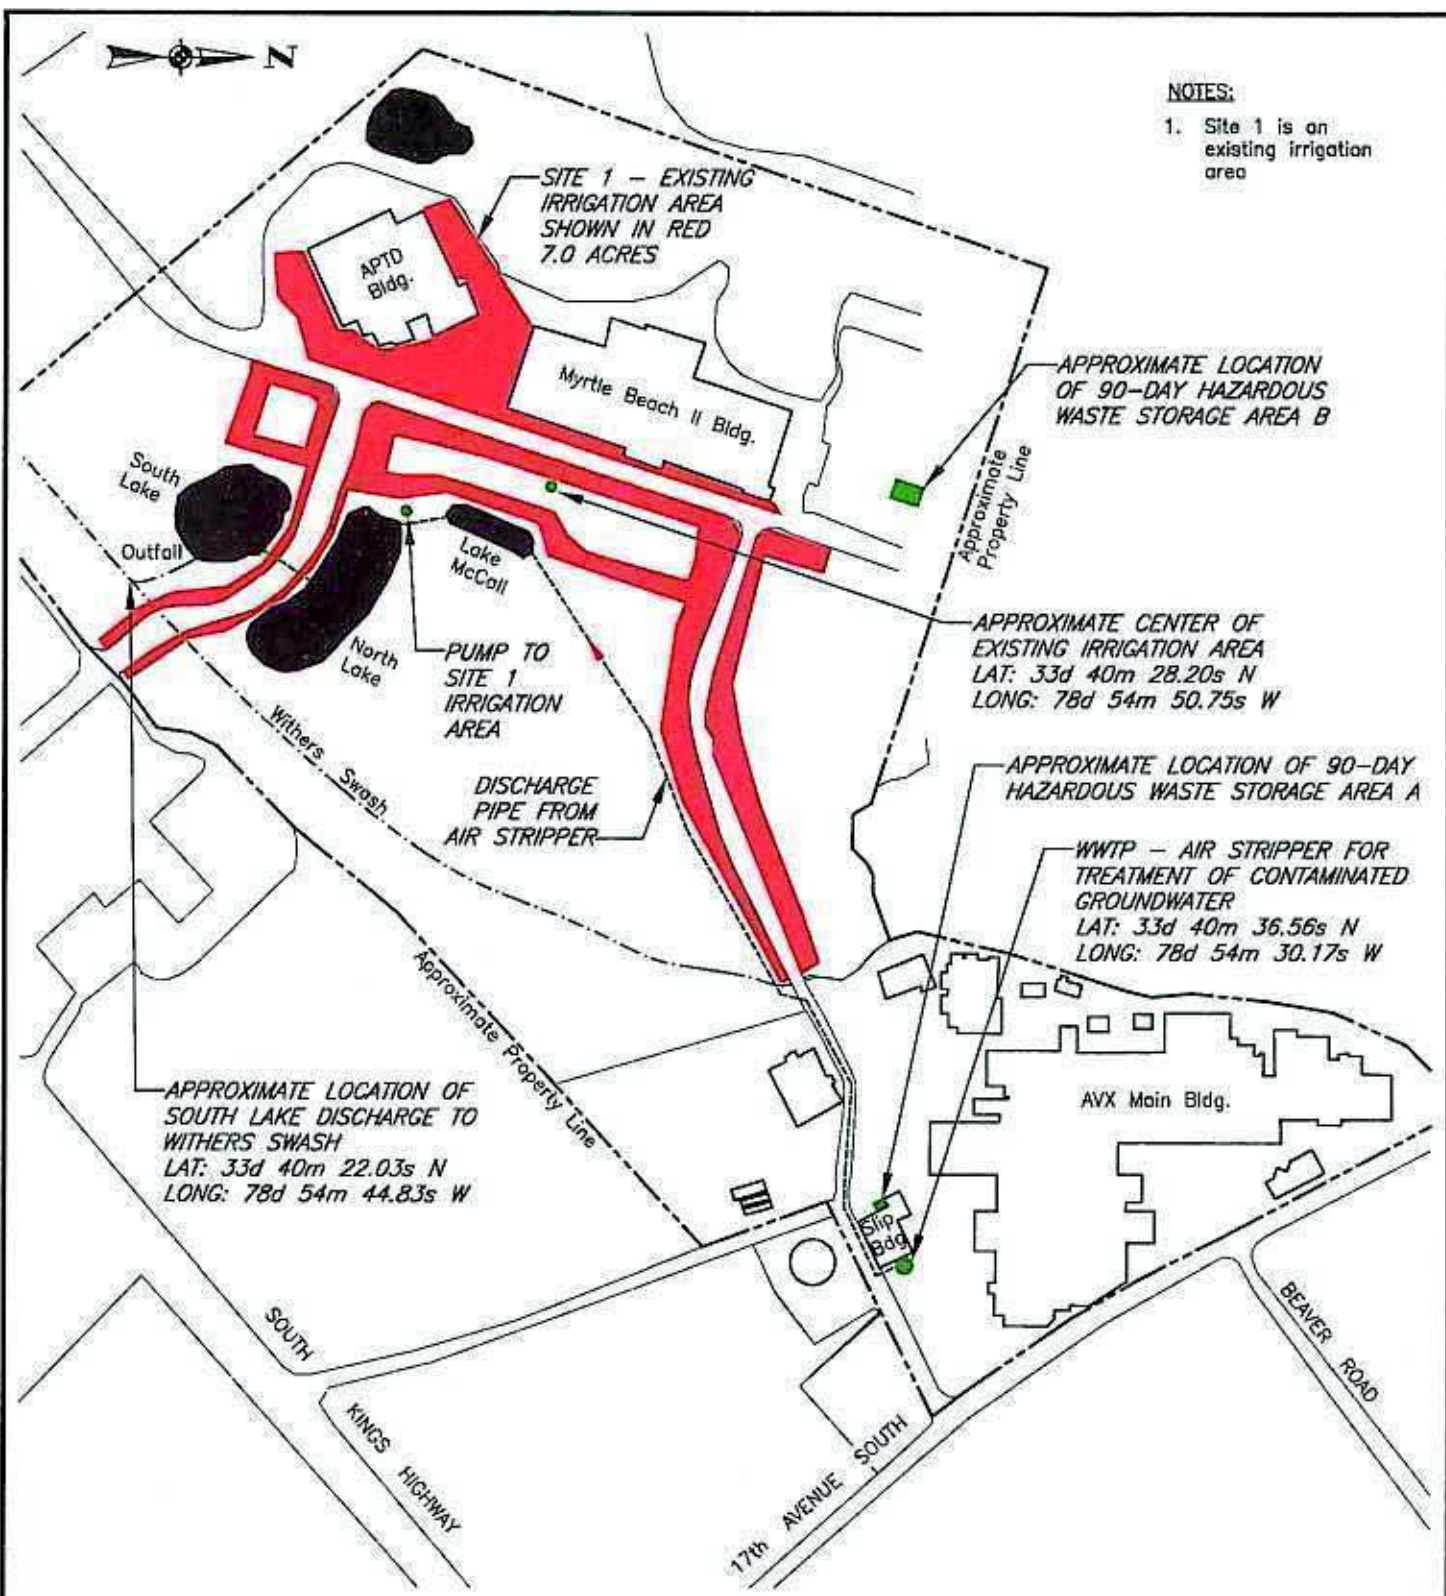 N
NOTES:
1. Site 1 is an
existing irrigation
area
SITE 1 - EXISTING
IRRIGATION AREA
SHOWN IN RED
7.0 ACRES
APTD
Bldg.
Myrtle Beach II Bldg.
APPROXIMATE LOCATION
OF 90-DAY HAZARDOUS
WASTE STORAGE AREA B
Approximate
Property Line
South
Lake
Outfall
Lake
McCall
North
Lake
PUMP TO
SITE 1
IRRIGATION
AREA
APPROXIMATE CENTER OF
EXISTING IRRIGATION AREA
LAT: 33d 40m 28.20s N
LONG: 78d 54m 50.75s W
Withers Swash
DISCHARGE
PIPE FROM
AIR STRIPPER
APPROXIMATE LOCATION OF 90-DAY
HAZARDOUS WASTE STORAGE AREA A
WWTP - AIR STRIPPER FOR
TREATMENT OF CONTAMINATED
GROUNDWATER
LAT: 33d 40m 36.56s N
LONG: 78d 54m 30.17s W
Approximate Property Line
APPROXIMATE LOCATION OF
SOUTH LAKE DISCHARGE TO
WITHERS SWASH
LAT: 33d 40m 22.03s N
LONG: 78d 54m 44.83s W
AVX Main Bldg.
Slip
Bdg
SOUTH
KINGS
HIGHWAY
17th AVENUE SOUTH
BEAVER ROAD